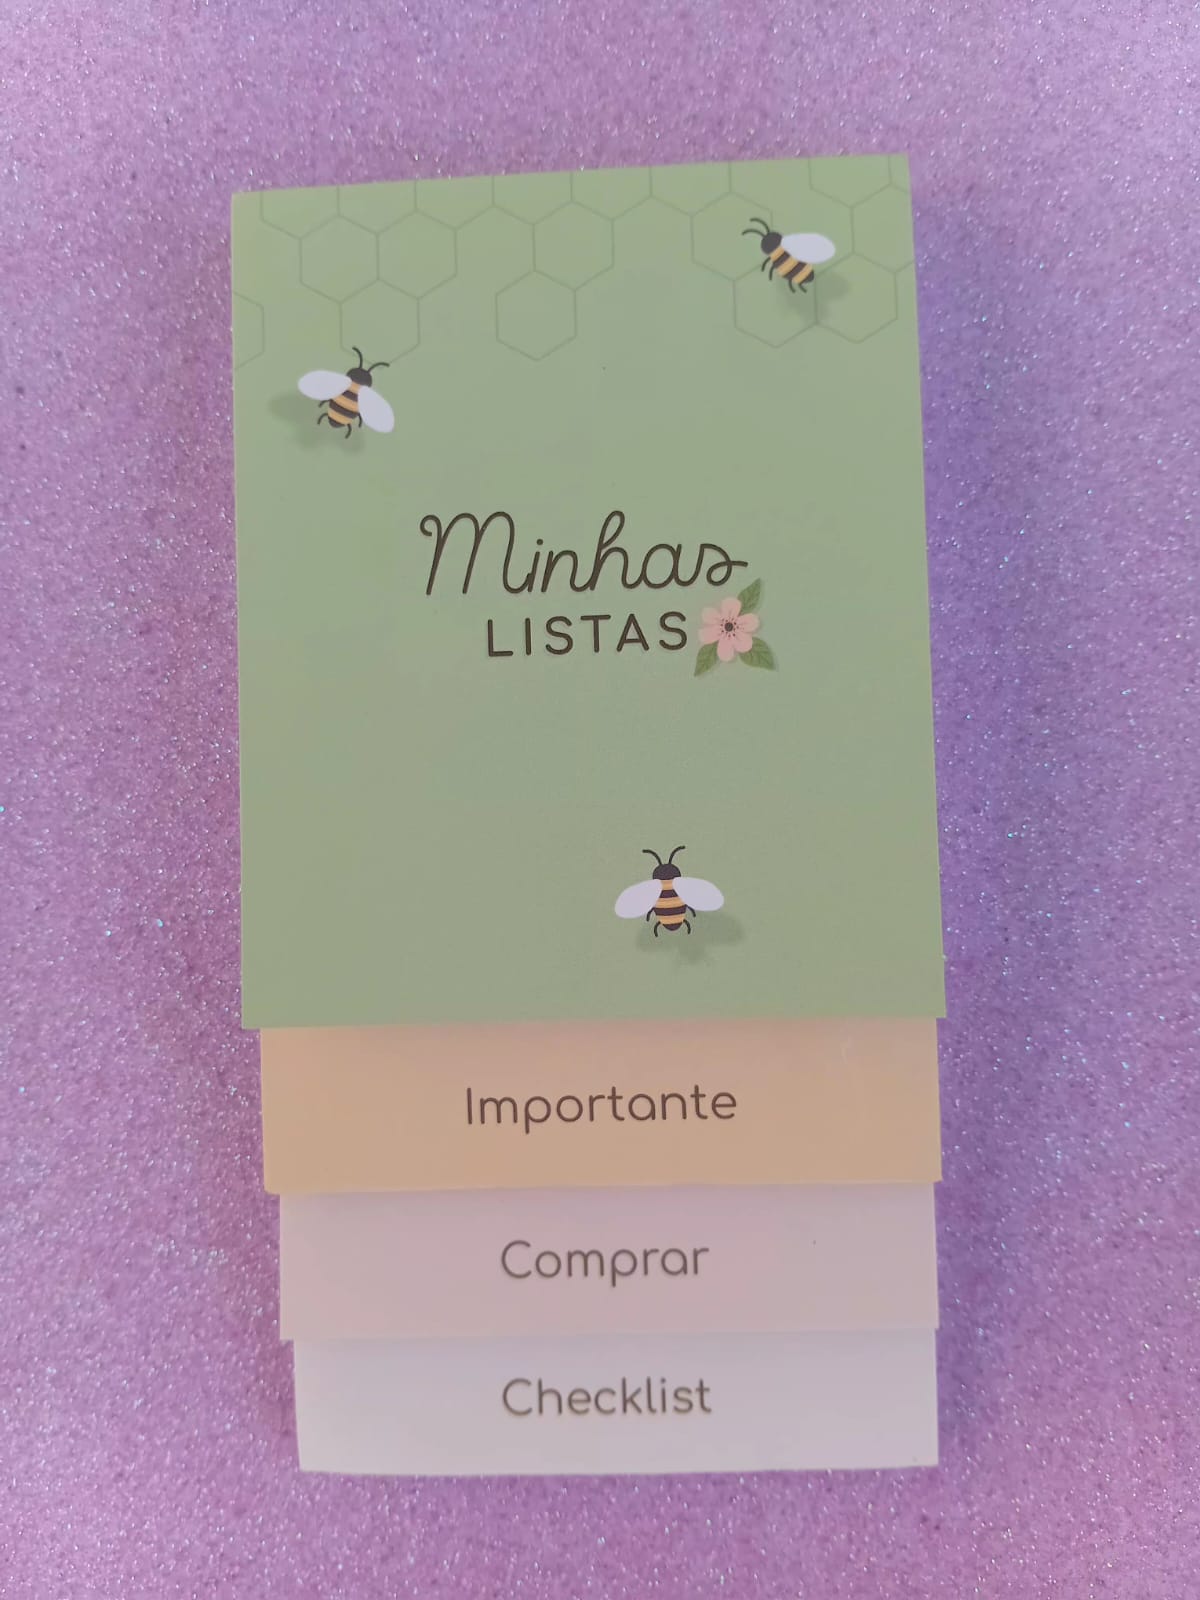 Minhas
LISTAS
Importante
Comprar
Checklist